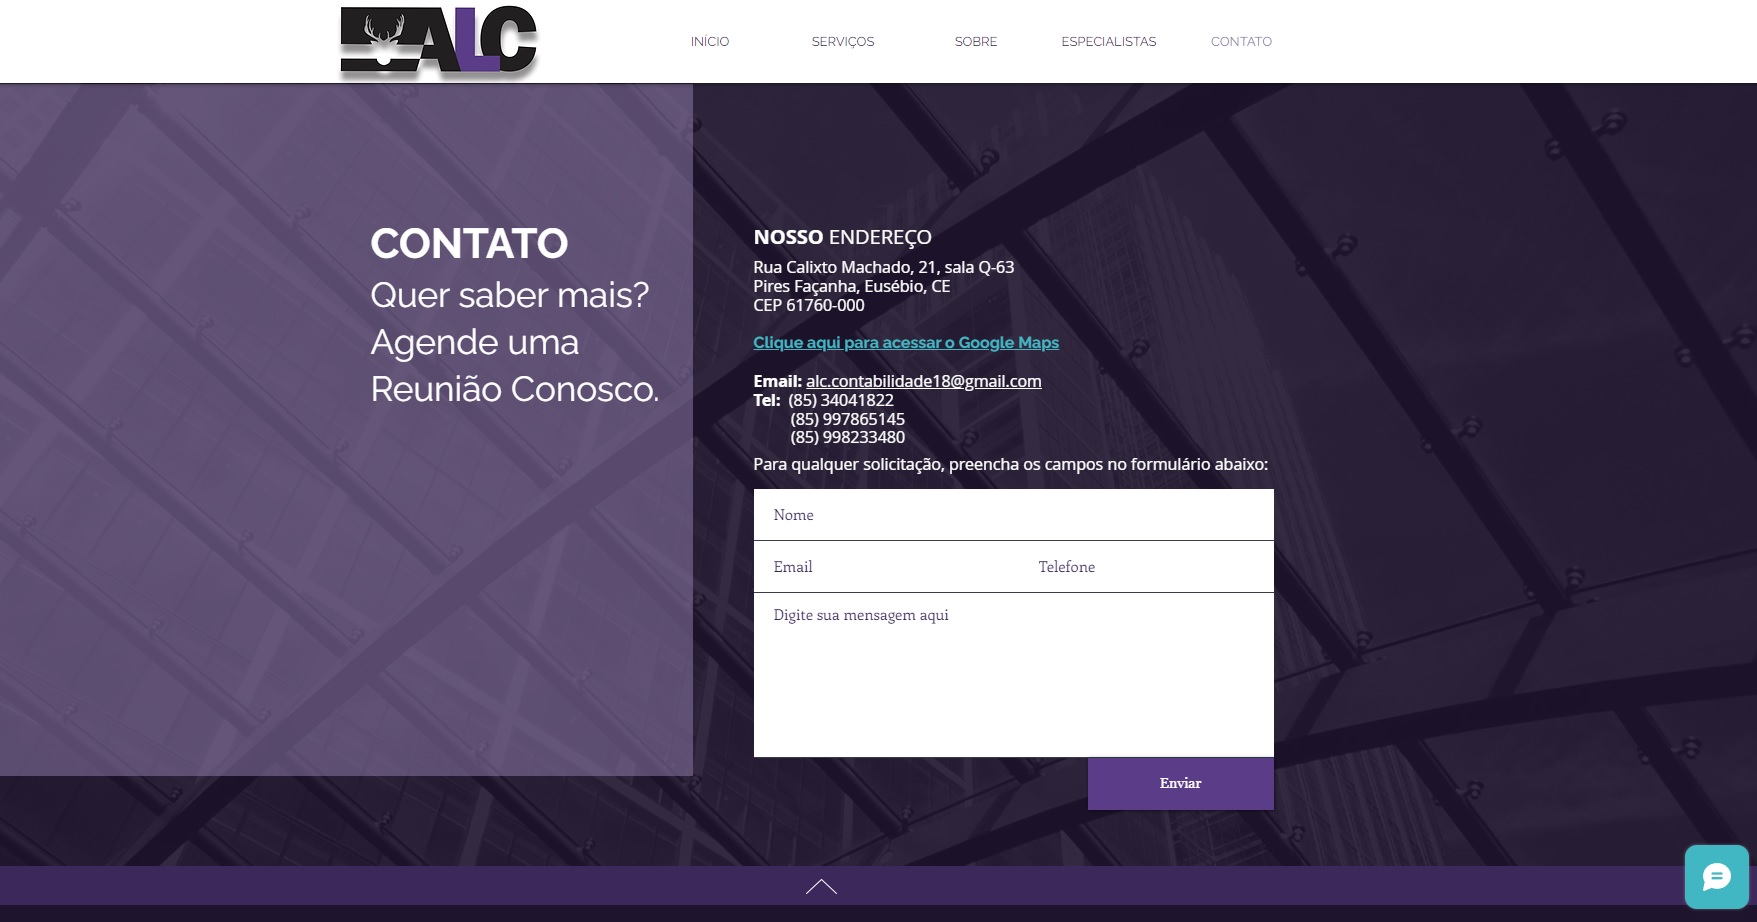 ALC
INÍCIO
SERVIÇOS
SOBRE
ESPECIALISTAS
CONTATO
CONTATO
Quer saber mais?
Agende uma
Reunião Conosco.
NOSSO ENDEREÇO
Rua Calixto Machado, 21, sala Q-63
Pires Façanha, Eusébio, CE
CEP 61760-000
Clique aqui para acessar o Google Maps
Email: alc.contabilidade18@gmail.com
Tel: (85) 34041822
(85) 997865145
(85) 998233480
Para qualquer solicitação, preencha os campos no formulário abaixo:
Nome
Email
Telefone
Digite sua mensagem aqui
Enviar